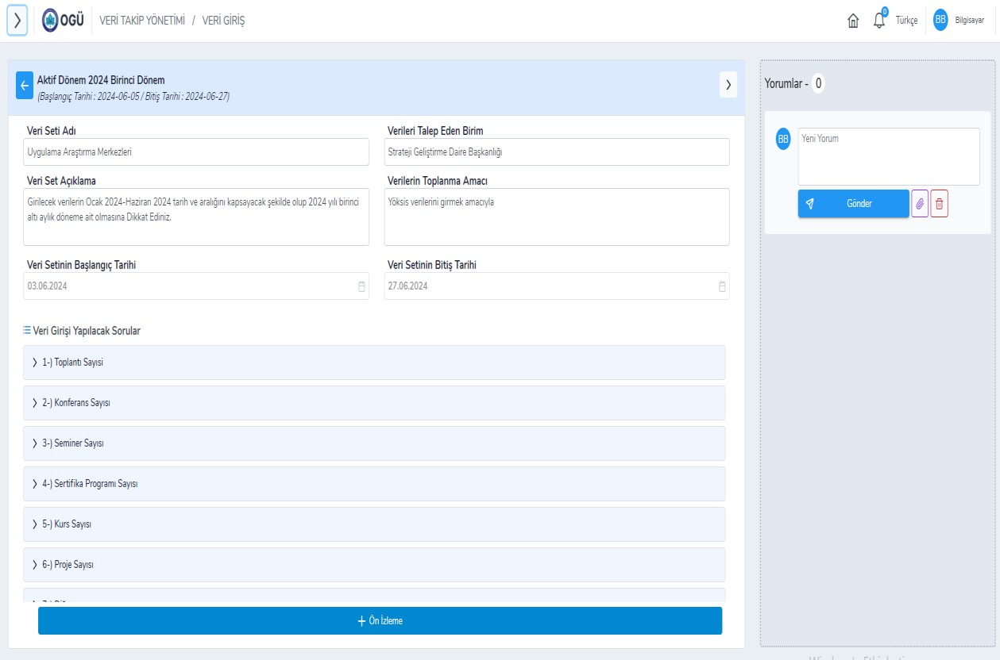 OGÜ
VERİ TAKİP YÖNETİMİ / VERİ GİRİŞ
0
Türkçe
BB
Bilgisayar
Aktif Dönem 2024 Birinci Dönem
(Başlangıç Tarihi : 2024-06-05 / Bitiş Tarihi : 2024-06-27)
Veri Seti Adı
Uygulama Araştırma Merkezleri
Verileri Talep Eden Birim
Strateji Geliştirme Daire Başkanlığı
Veri Set Açıklama
Girilecek verilerin Ocak 2024-Haziran 2024 tarih ve aralığını kapsayacak şekilde olup 2024 yılı birinci
altı aylık döneme ait olmasına Dikkat Ediniz.
Verilerin Toplanma Amacı
Yöksis verilerini girmek amacıyla
Veri Setinin Başlangıç Tarihi
03.06.2024
Veri Setinin Bitiş Tarihi
27.06.2024
Veri Girişi Yapılacak Sorular
1-) Toplantı Sayisi
2-) Konferans Sayısı
3-) Seminer Sayısı
4-) Sertifika Programı Sayısı
5-) Kurs Sayısı
6-) Proje Sayısı
+ Ön İzleme
Yorumlar - 0
BB
Yeni Yorum
Gönder